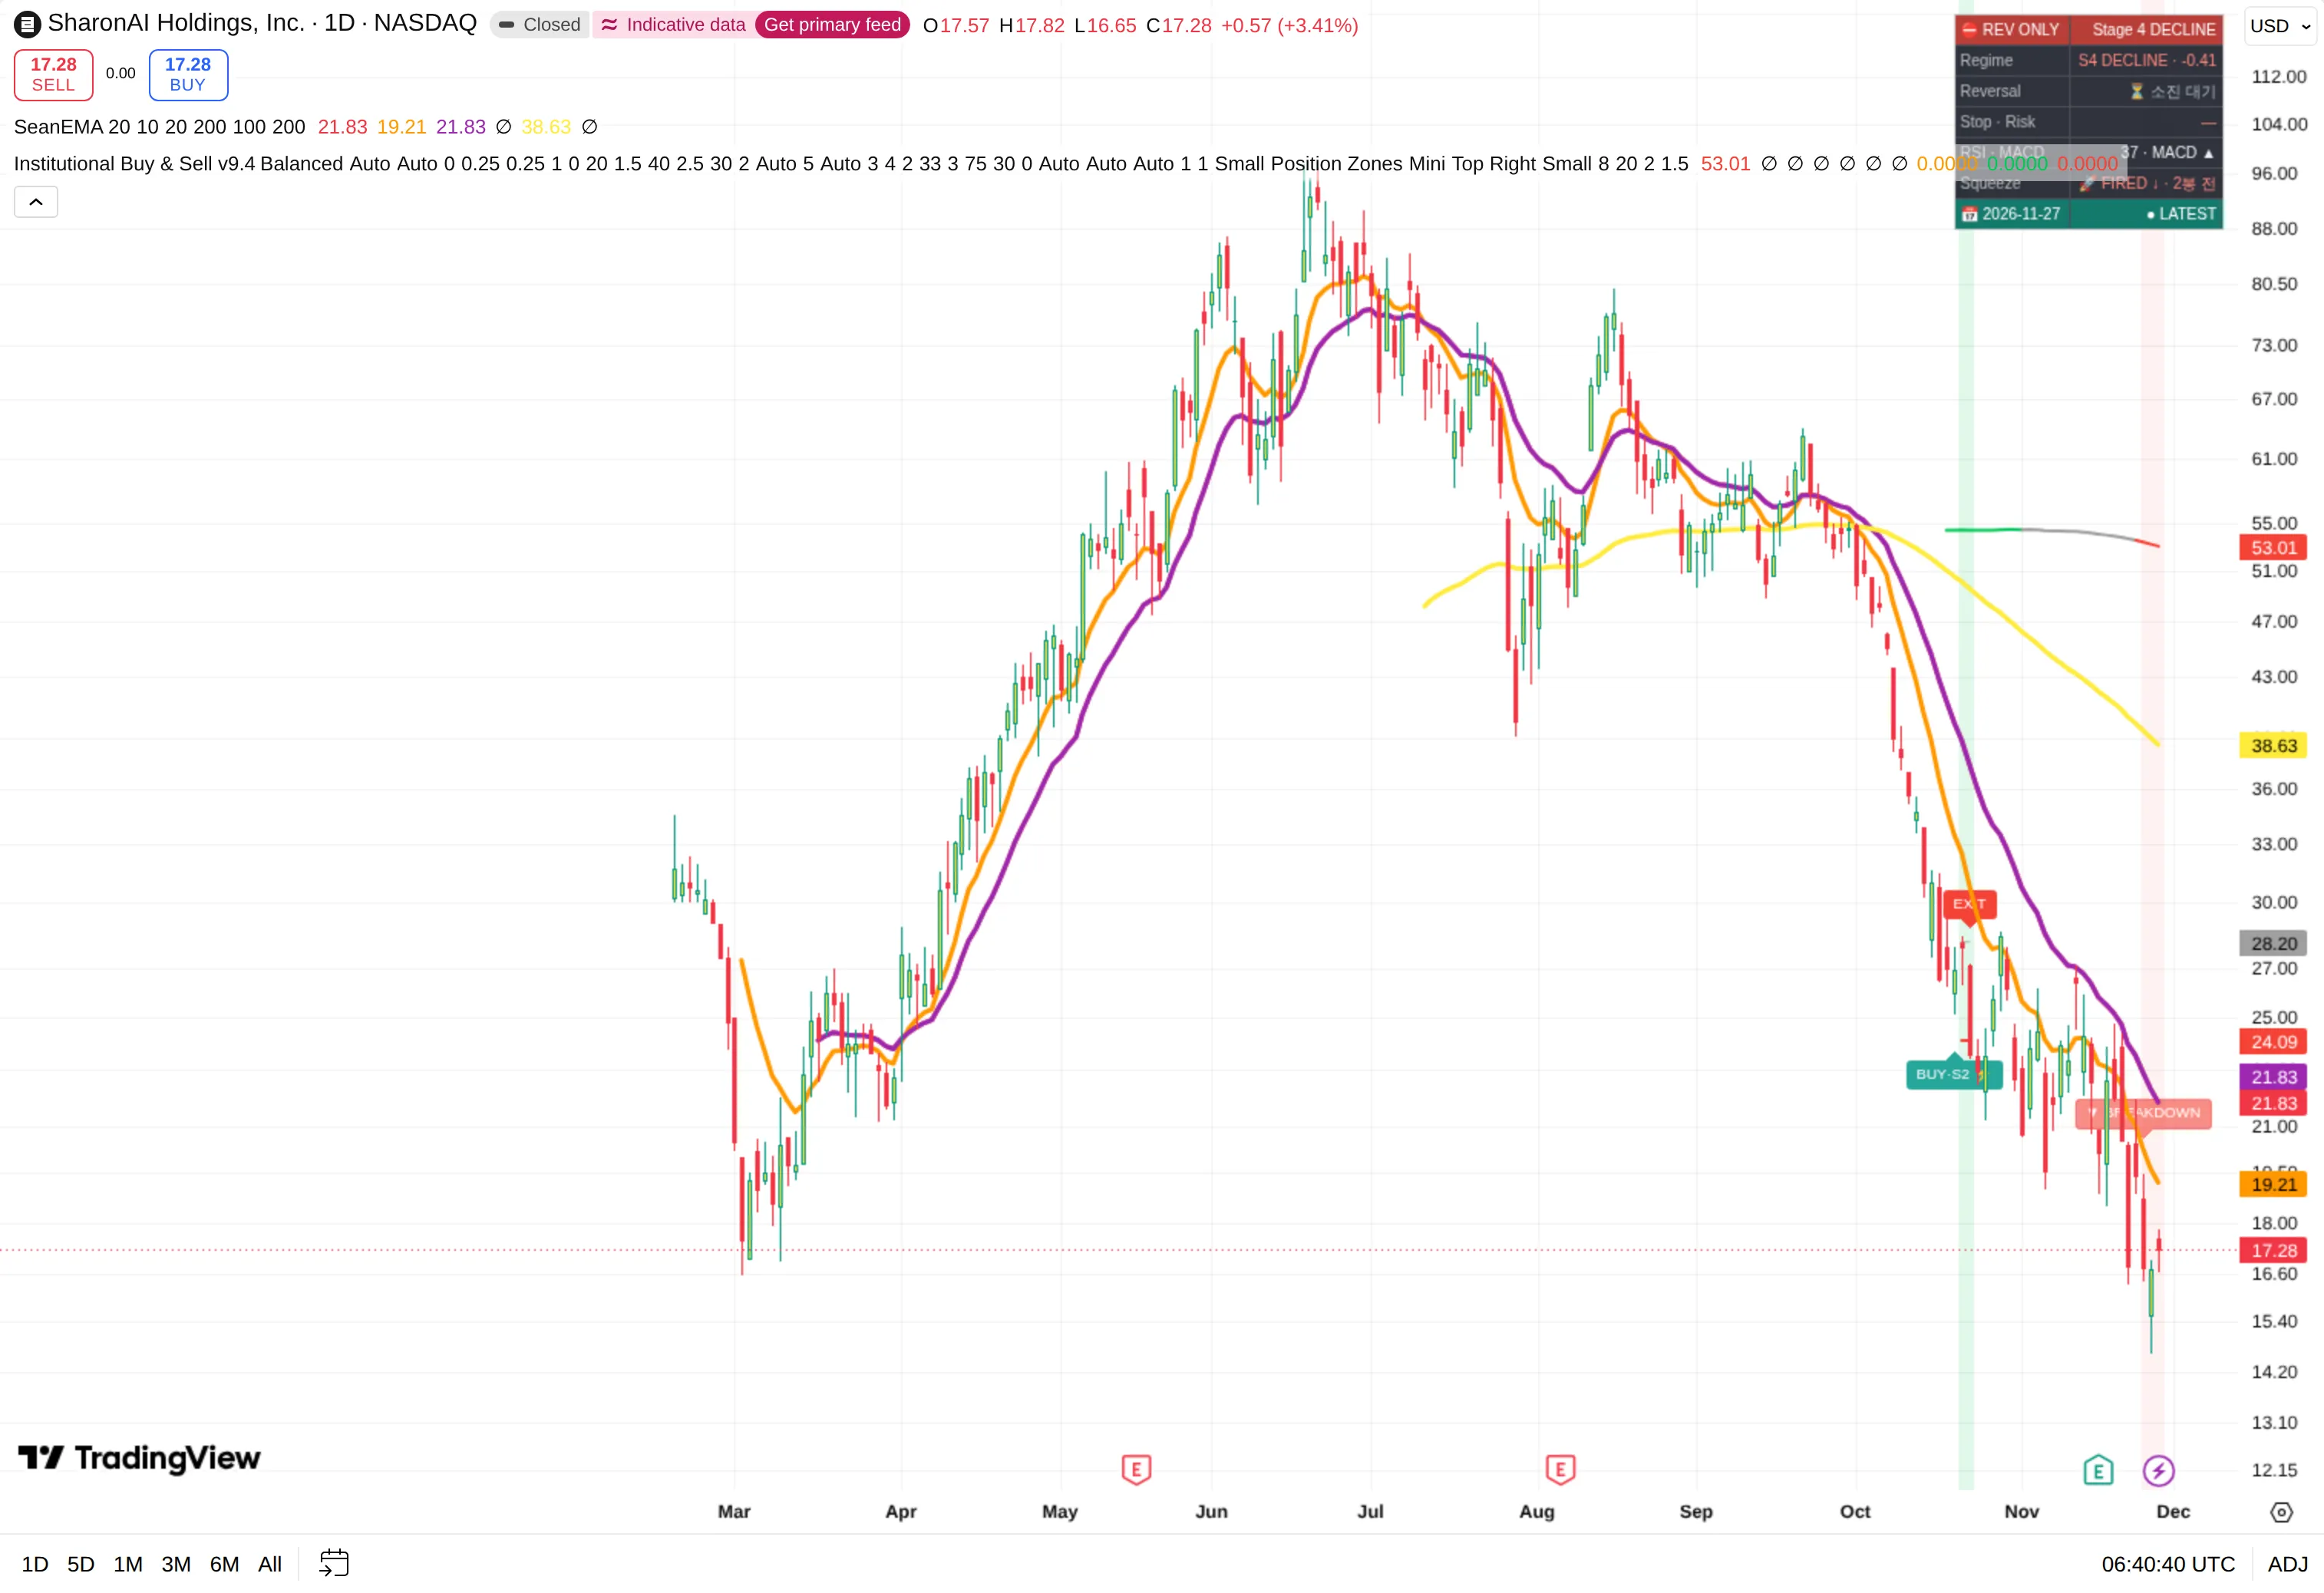 SharonAI Holdings, Inc. · 1D · NASDAQ Closed ≈ Indicative data Get primary feed O17.57 H17.82 L16.65 C17.28 +0.57 (+3.41%)
USD
17.28 SELL
0.00
17.28 BUY
SeanEMA 20 10 20 200 100 200 21.83 19.21 21.83 ∅ 38.63 ∅
Institutional Buy & Sell v9.4 Balanced Auto Auto 0 0.25 0.25 1 0 20 1.5 40 2.5 30 2 Auto 5 Auto 3 4 2 33 3 75 30 0 Auto Auto Auto 1 1 Small Position Zones Mini Top Right Small 8 20 2 1.5 53.01 ∅ ∅ ∅ ∅ ∅ ∅ 0.0000 0.0000 0.0000
⛔ REV ONLY Stage 4 DECLINE
Regime S4 DECLINE · -0.41
Reversal ⏳ 소진 대기
Stop · Risk —
RSI · MACD 37 · MACD ▲
Squeeze 🚀 FIRED ↓ · 2봉 전
📅 2026-11-27 ● LATEST
112.00
104.00
96.00
88.00
80.50
73.00
67.00
61.00
55.00
53.01
51.00
47.00
43.00
38.63
36.00
33.00
30.00
28.20
27.00
25.00
24.09
21.83
21.83
21.00
19.21
18.00
17.28
16.60
15.40
14.20
13.10
12.15
EXIT
BUY·S2 ⚡
▼ BREAKDOWN
TradingView
E
E
E
Mar Apr May Jun Jul Aug Sep Oct Nov Dec
1D 5D 1M 3M 6M All
06:40:40 UTC ADJ